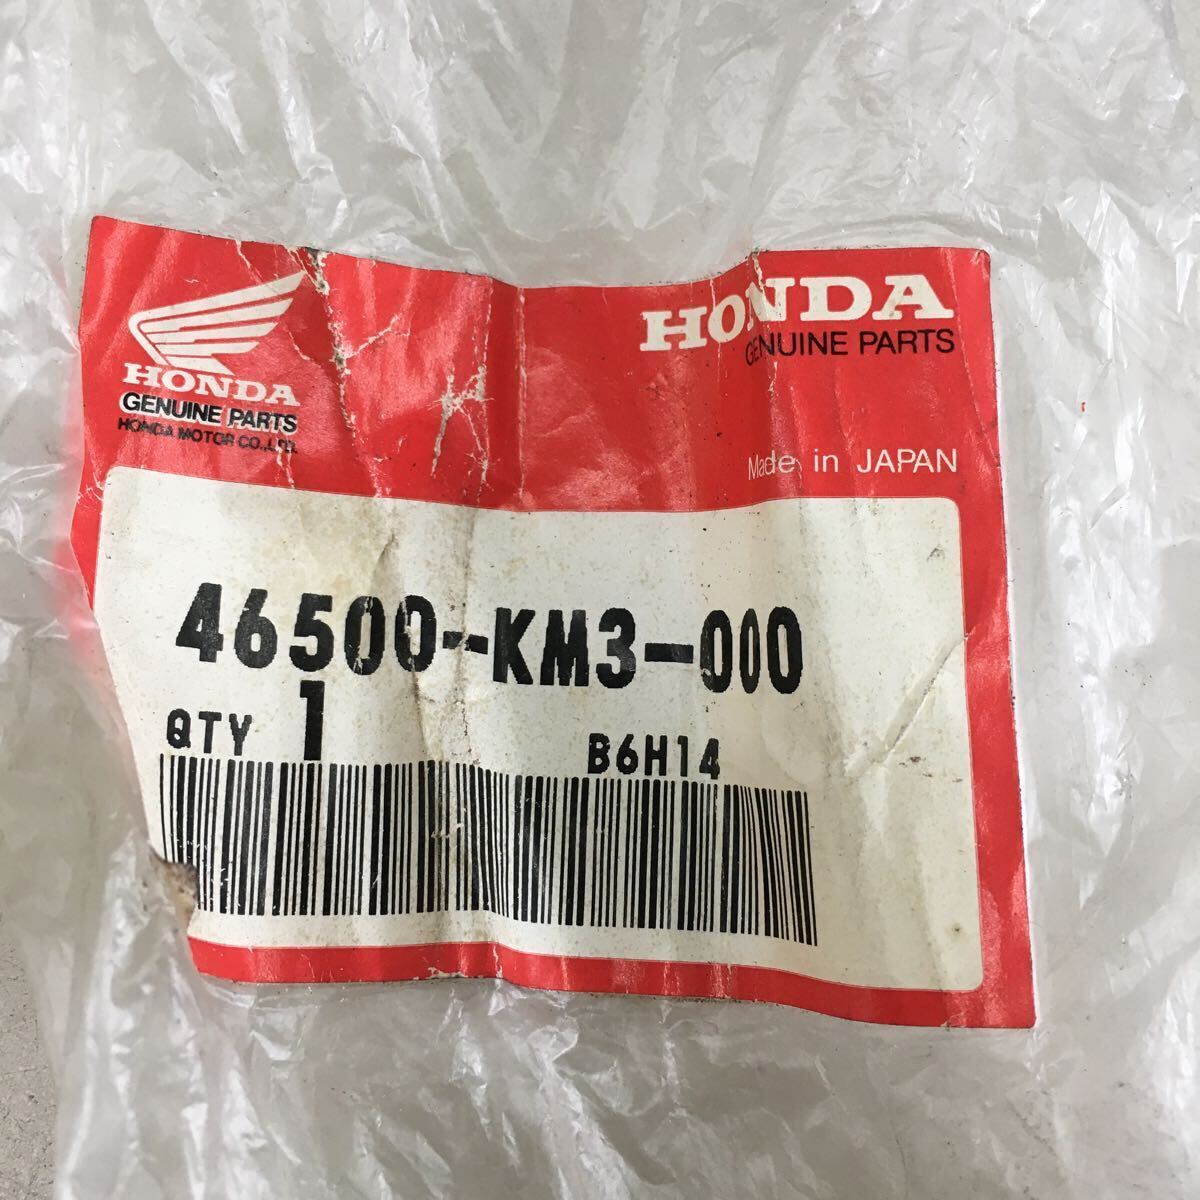 HONDA
GENUINE PARTS
HONDA MOTOR CO.,LTD.
HONDA
GENUINE PARTS
Made in JAPAN
46500-KM3-000
QTY 1 B6H14